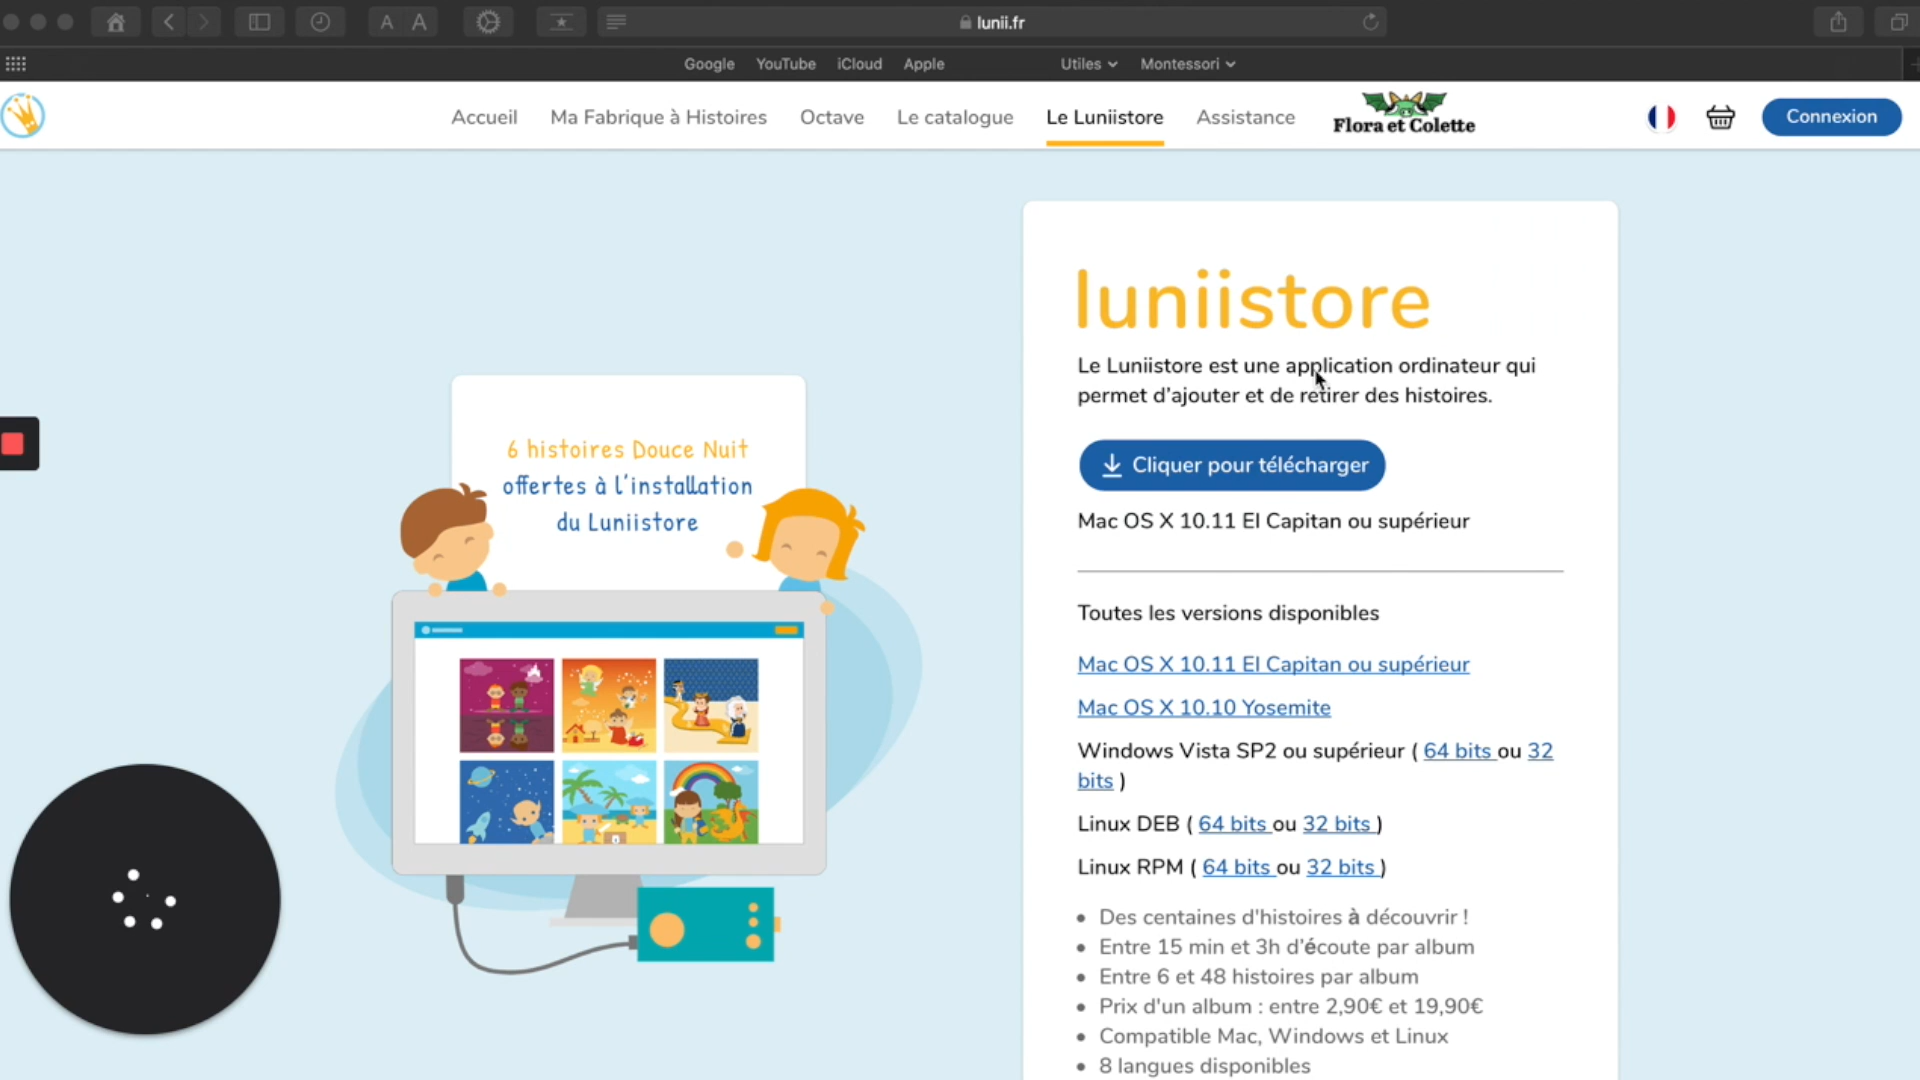 A A
lunii.fr
Google YouTube iCloud Apple Utiles Montessori
Accueil Ma Fabrique à Histoires Octave Le catalogue Le Luniistore Assistance Flora et Colette Connexion
6 histoires Douce Nuit
offertes à l'installation
du Luniistore
luniistore
Le Luniistore est une application ordinateur qui
permet d'ajouter et de retirer des histoires.
Cliquer pour télécharger
Mac OS X 10.11 El Capitan ou supérieur
Toutes les versions disponibles
Mac OS X 10.11 El Capitan ou supérieur
Mac OS X 10.10 Yosemite
Windows Vista SP2 ou supérieur ( 64 bits ou 32
bits )
Linux DEB ( 64 bits ou 32 bits )
Linux RPM ( 64 bits ou 32 bits )
• Des centaines d'histoires à découvrir !
• Entre 15 min et 3h d'écoute par album
• Entre 6 et 48 histoires par album
• Prix d'un album : entre 2,90€ et 19,90€
• Compatible Mac, Windows et Linux
• 8 langues disponibles